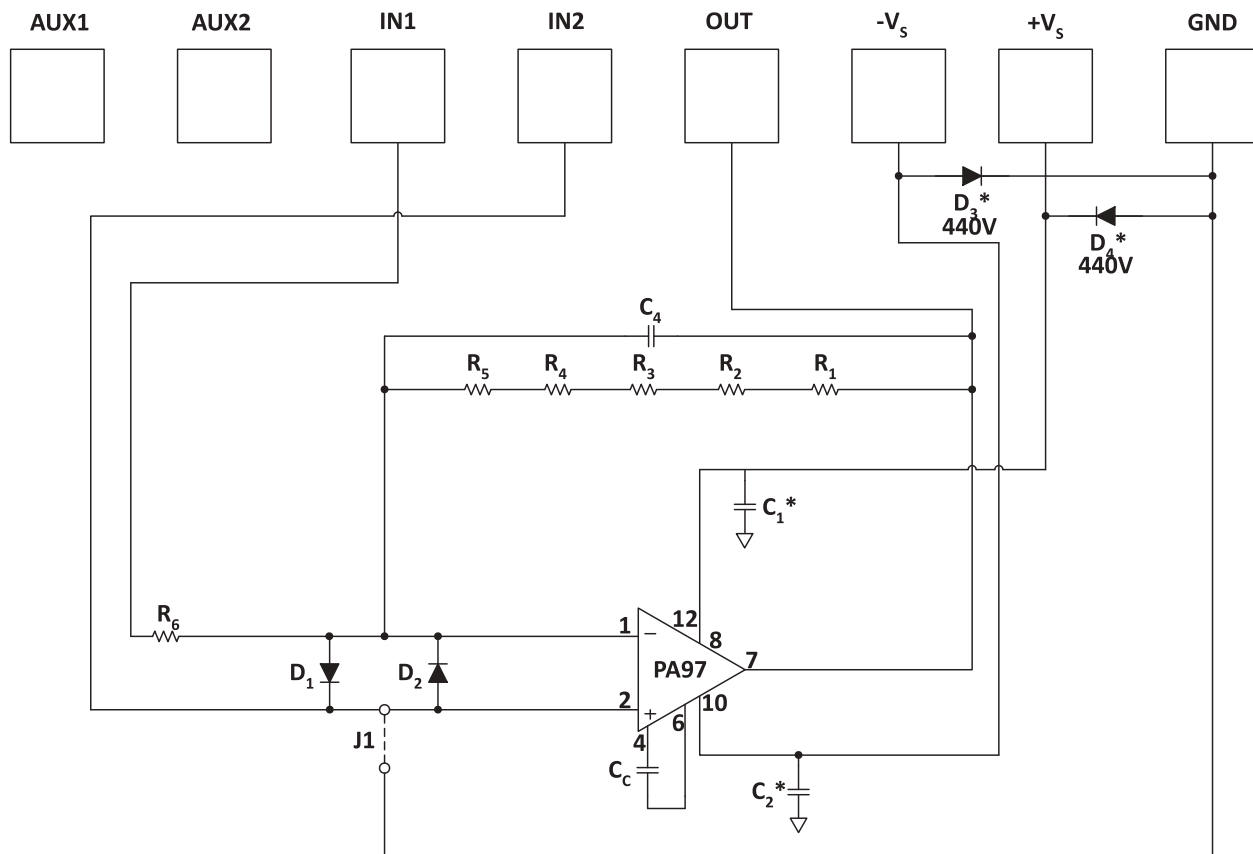 AUX1 AUX2 IN1 IN2 OUT -VS +VS GND
D3*
440V
D4*
440V
C4
R5 R4 R3 R2 R1
C1*
R6
1 − 12 8
D1 D2 PA97 7
2 + 6 10
J1 4
CC C2*